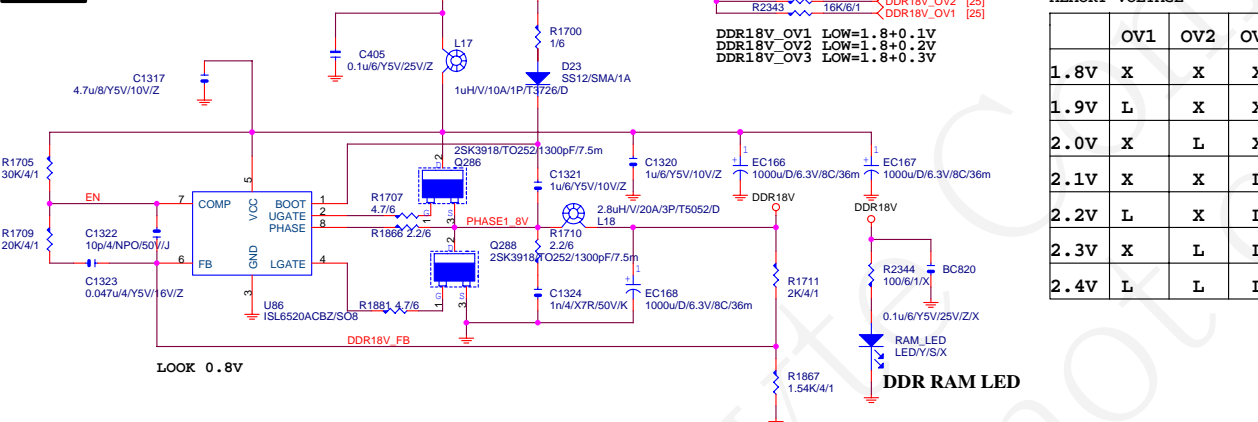 DDR18V_OV2 [25]
R2343 16K/6/1 DDR18V_OV1 [25]
DDR18V_OV1 LOW=1.8+0.1V
DDR18V_OV2 LOW=1.8+0.2V
DDR18V_OV3 LOW=1.8+0.3V
MEMORY VOLTAGE
OV1 OV2
1.8V X X X
1.9V L X X
2.0V X L X
2.1V X X L
2.2V L X L
2.3V X L L
2.4V L L L
C1317
4.7u/8/Y5V/10V/Z
C405
0.1u/6/Y5V/25V/Z
L17
1uH/V/10A/1P/T3726/D
R1700
1/6
D23
SS12/SMA/1A
R1705
30K/4/1
R1709
20K/4/1
EN
C1322
10p/4/NPO/50V/J
C1323
0.047u/4/Y5V/16V/Z
7 COMP
6 FB
5 VCC
3 GND
BOOT 1
UGATE 2
PHASE 8
LGATE 4
U86
ISL6520ACBZ/SO8
R1707
4.7/6
R1866 2.2/6
R1881 4.7/6
2SK3918/TO252/1300pF/7.5m
Q286
D 2
G 1
S 3
PHASE1_8V
Q288
2SK3918/TO252/1300pF/7.5m
D 2
G 1
S 3
C1321
1u/6/Y5V/10V/Z
R1710
2.2/6
C1324
1n/4/X7R/50V/K
2.8uH/V/20A/3P/T5052/D
L18
C1320
1u/6/Y5V/10V/Z
1
+
EC166
1000u/D/6.3V/8C/36m
1
+
EC167
1000u/D/6.3V/8C/36m
1
+
EC168
1000u/D/6.3V/8C/36m
DDR18V
DDR18V
R1711
2K/4/1
R1867
1.54K/4/1
R2344
100/6/1/X
BC820
0.1u/6/Y5V/25V/Z/X
RAM_LED
LED/Y/S/X
DDR RAM LED
DDR18V_FB
LOOK 0.8V